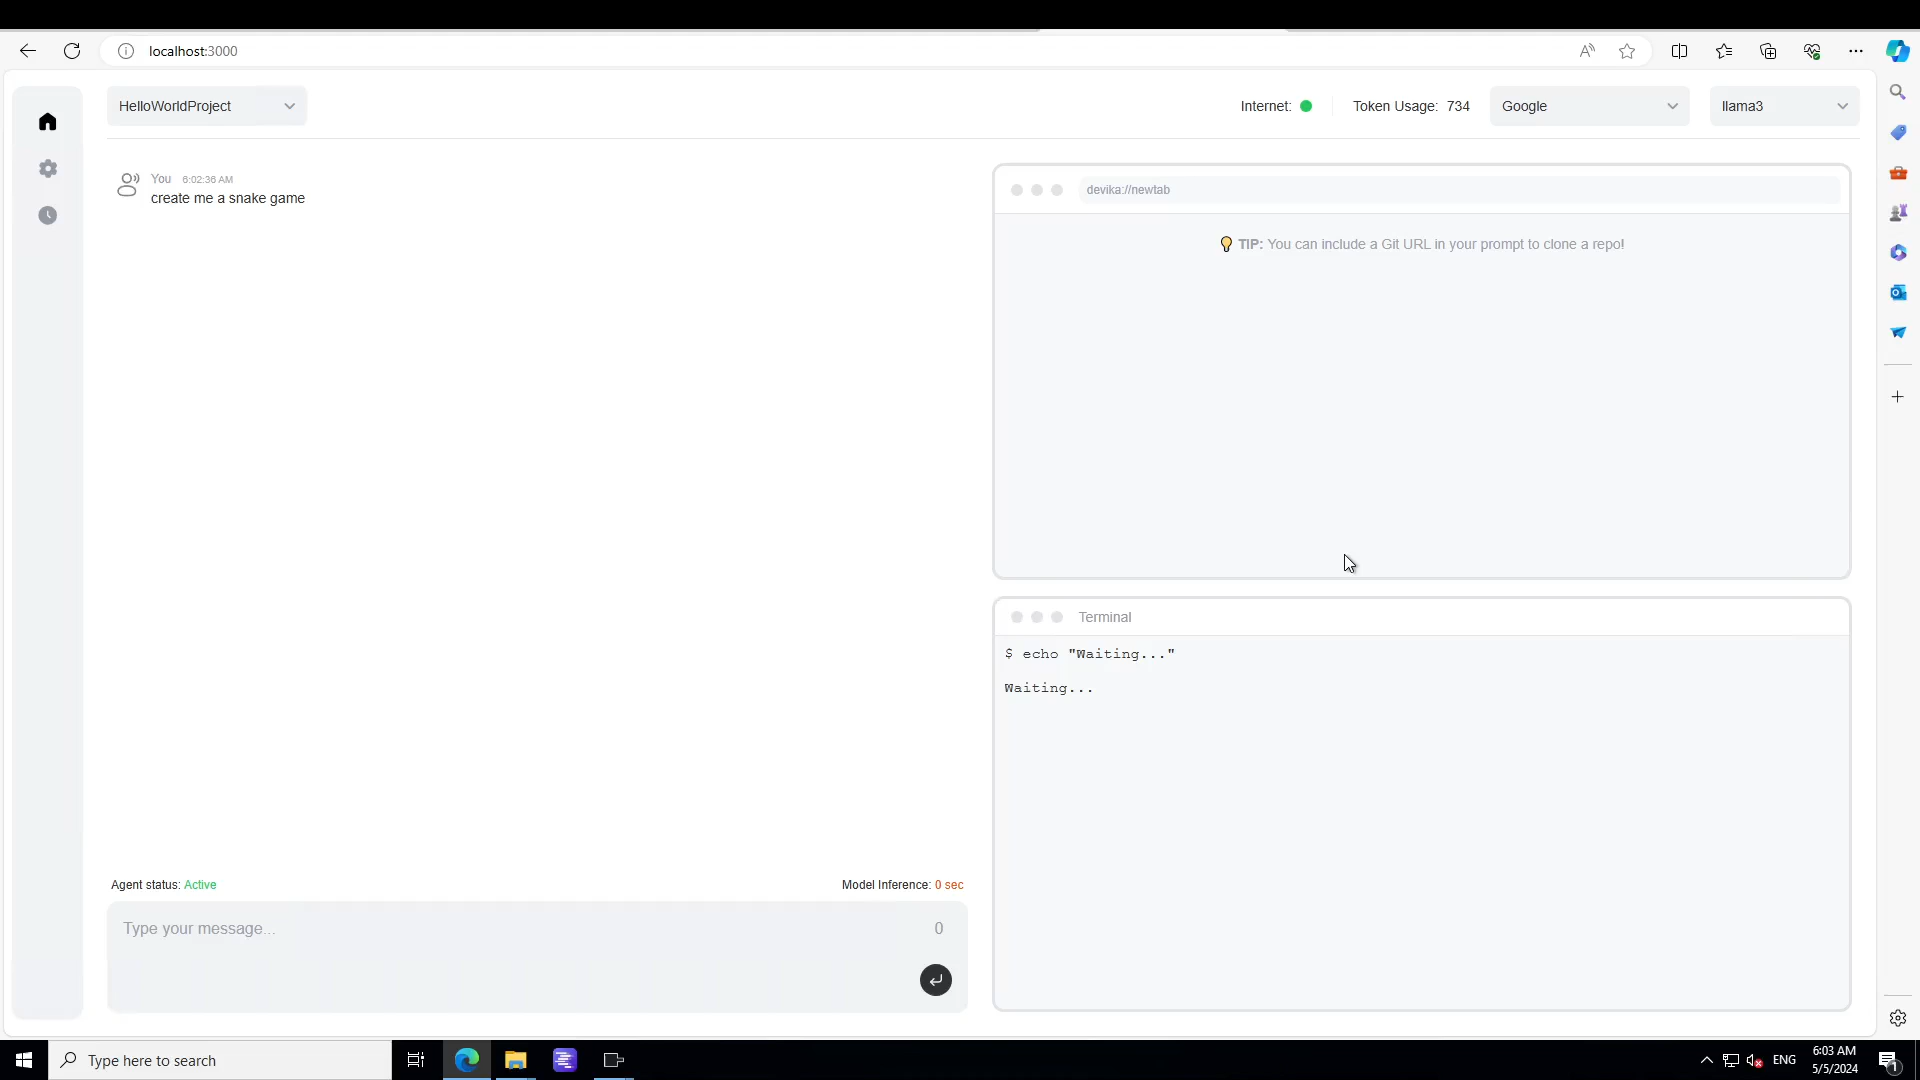 localhost:3000
HelloWorldProject
Internet:
Token Usage: 734
Google
llama3
You 6:02:36 AM
create me a snake game
devika://newtab
TIP: You can include a Git URL in your prompt to clone a repo!
Terminal
$ echo "Waiting..."
Waiting...
Agent status: Active
Model Inference: 0 sec
Type your message...
0
Type here to search
ENG
6:03 AM
5/5/2024
1